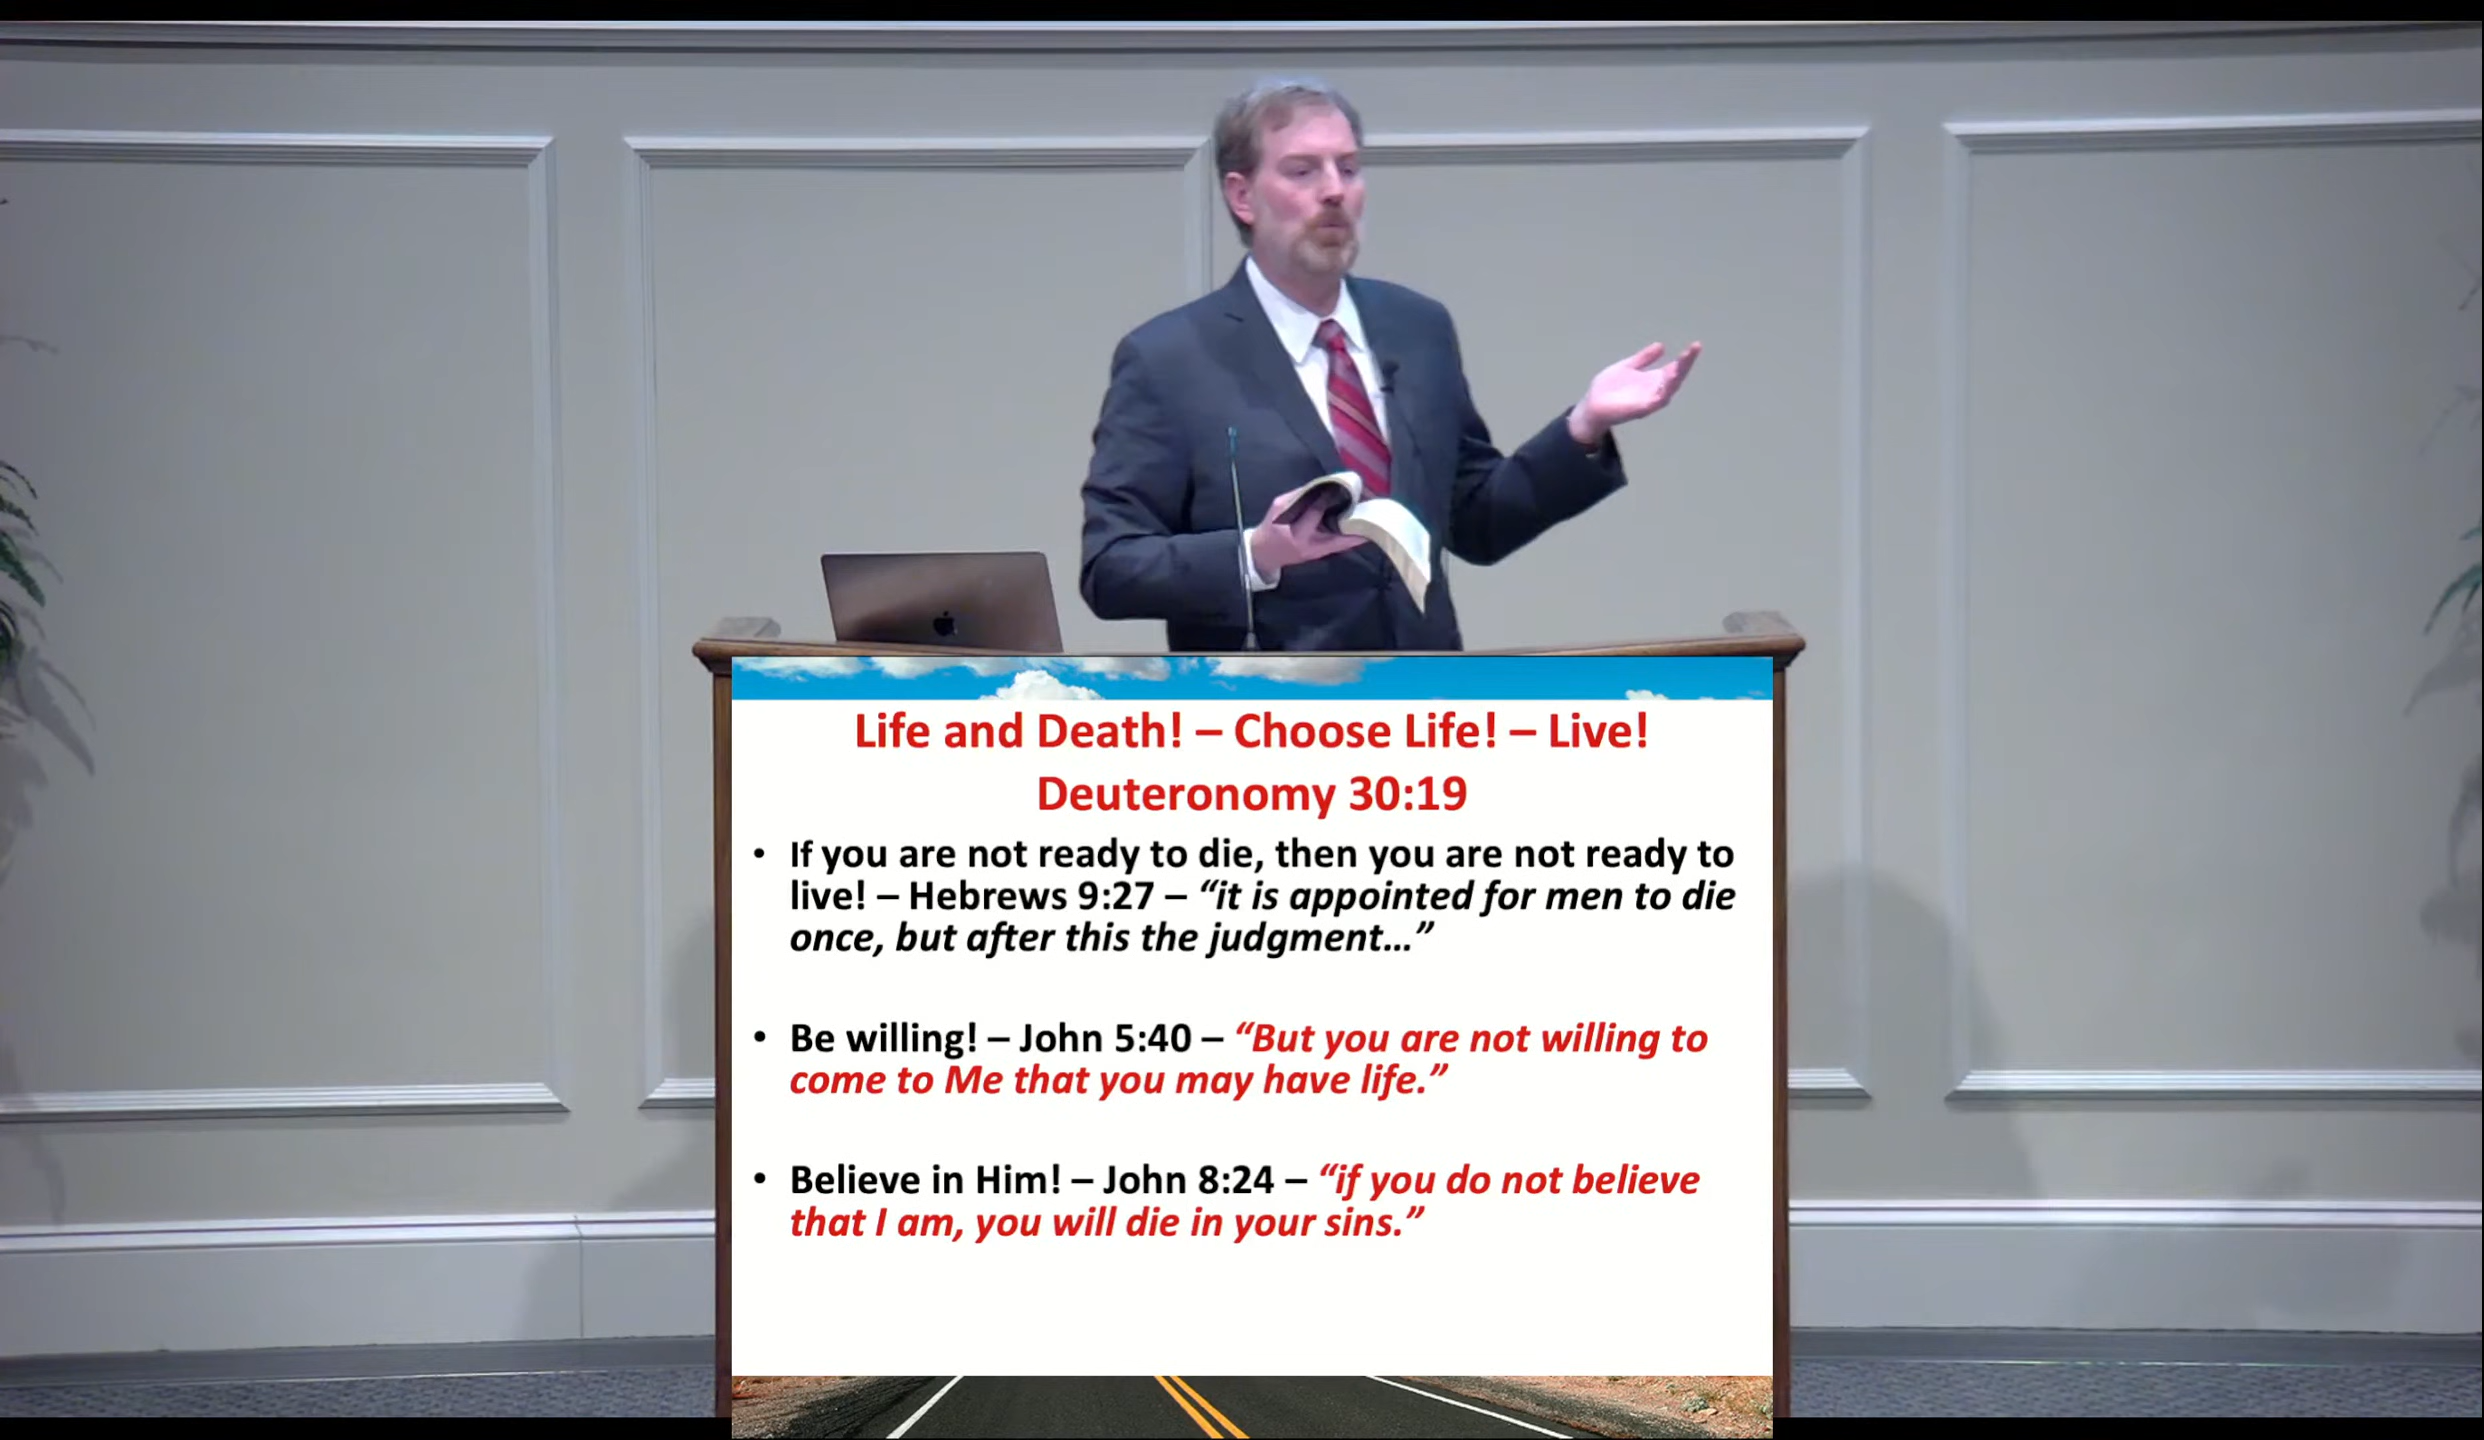 Life and Death! – Choose Life! – Live!
Deuteronomy 30:19
• If you are not ready to die, then you are not ready to
live! – Hebrews 9:27 – “it is appointed for men to die
once, but after this the judgment…”
• Be willing! – John 5:40 – “But you are not willing to
come to Me that you may have life.”
• Believe in Him! – John 8:24 – “if you do not believe
that I am, you will die in your sins.”